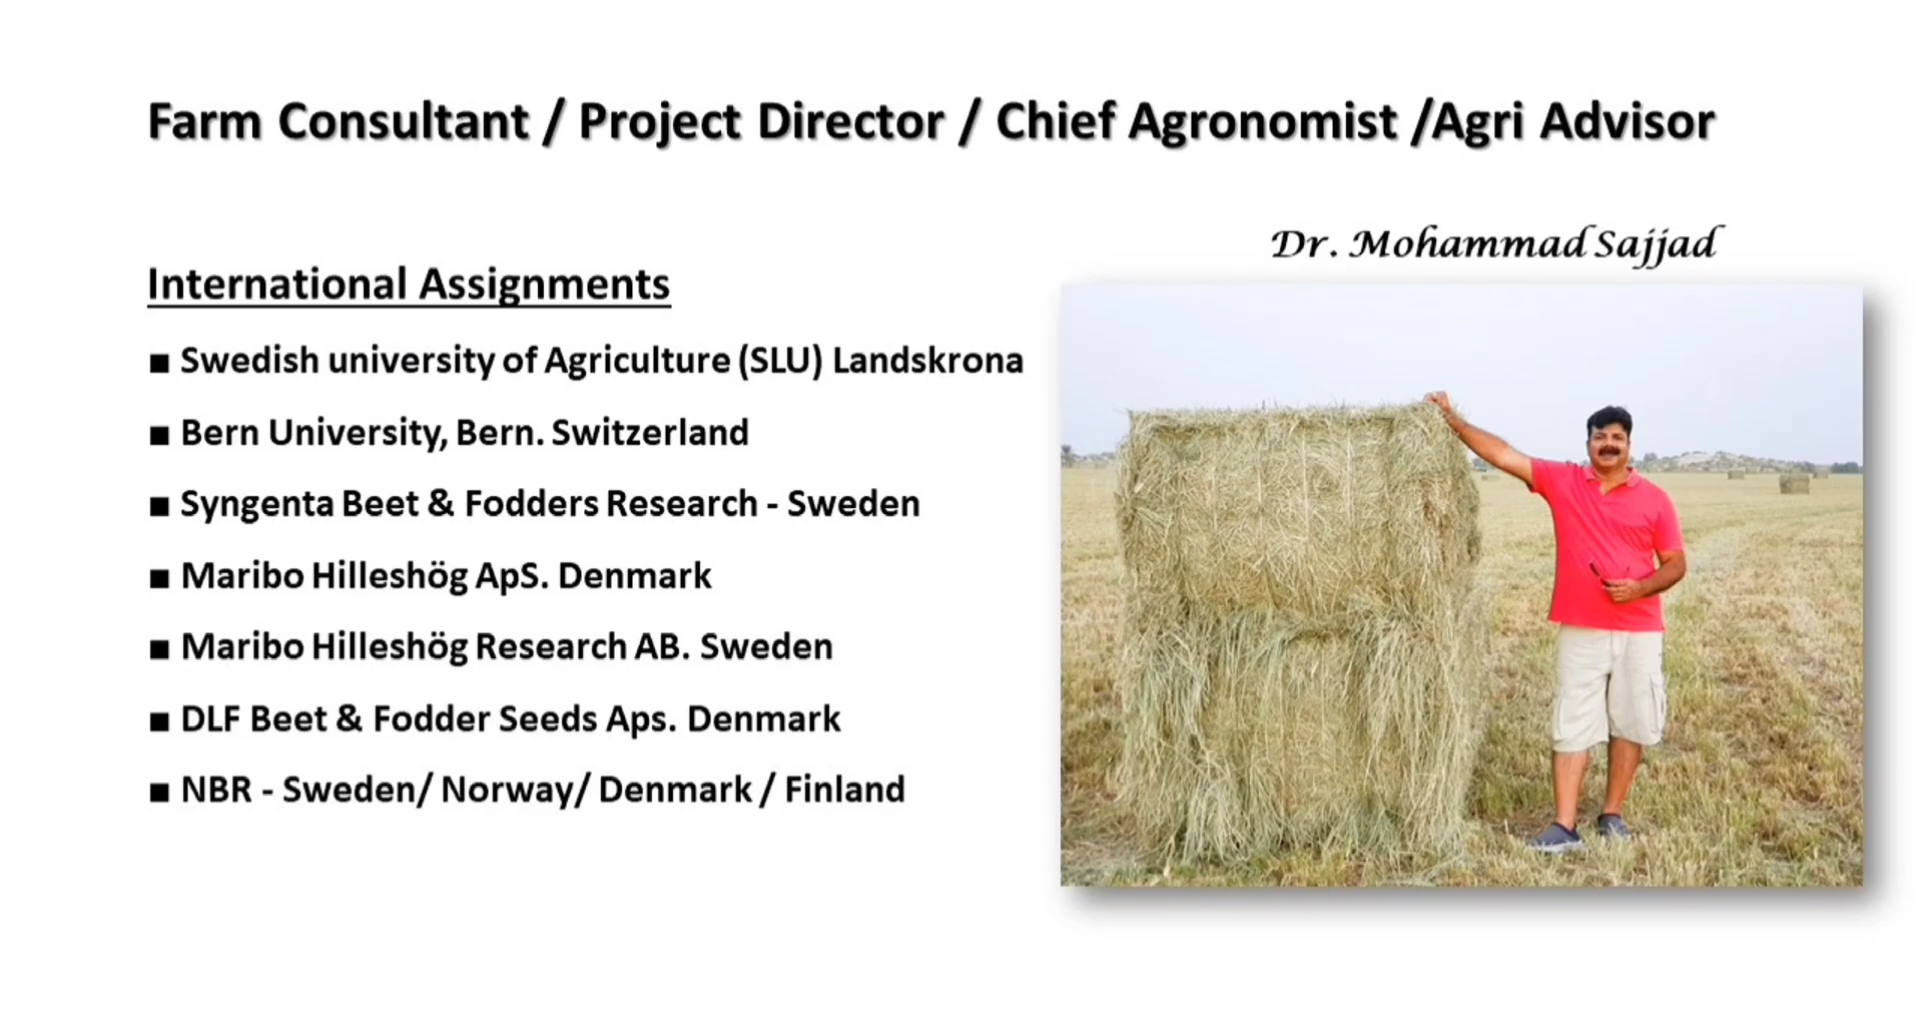 Farm Consultant / Project Director / Chief Agronomist /Agri Advisor
Dr. Mohammad Sajjad
International Assignments
■ Swedish university of Agriculture (SLU) Landskrona
■ Bern University, Bern. Switzerland
■ Syngenta Beet & Fodders Research - Sweden
■ Maribo Hilleshög ApS. Denmark
■ Maribo Hilleshög Research AB. Sweden
■ DLF Beet & Fodder Seeds Aps. Denmark
■ NBR - Sweden/ Norway/ Denmark / Finland